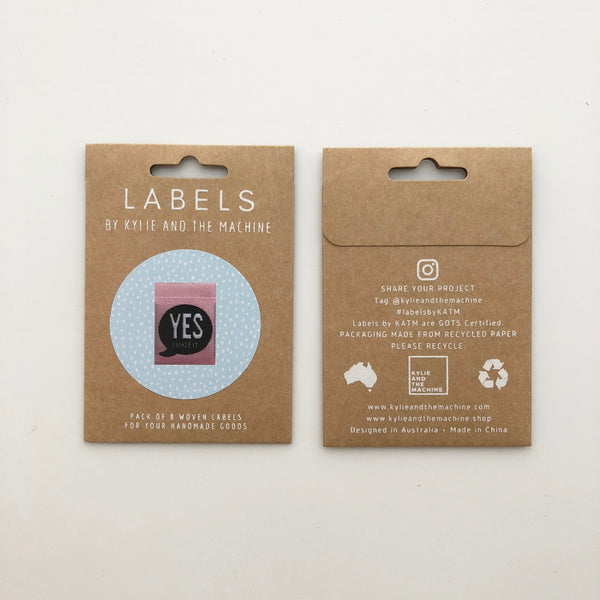 LABELS
BY KYLIE AND THE MACHINE
YES
I MADE IT
PACK OF 8 WOVEN LABELS
FOR YOUR HANDMADE GOODS
SHARE YOUR PROJECT
Tag @kylieandthemachine
#labelsbyKATM
Labels by KATM are GOTS Certified.
PACKAGING MADE FROM RECYCLED PAPER
PLEASE RECYCLE.
KYLIE
AND
THE
MACHINE
www.kylieandthemachine.com
www.kylieandthemachine.shop
Designed in Australia • Made in China